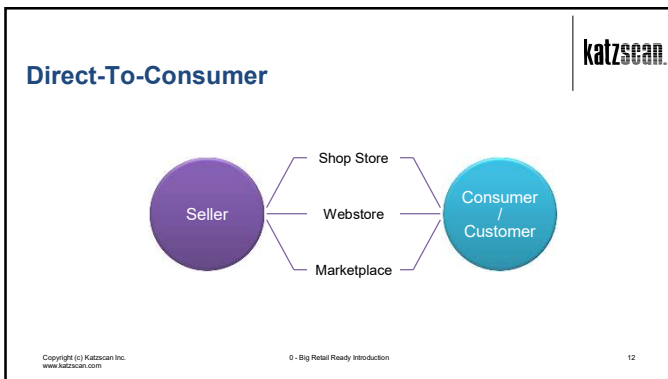 katzscan.
Direct-To-Consumer
Shop Store
Seller
Webstore
Consumer
/
Customer
Marketplace
Copyright (c) Katzscan Inc.
www.katzscan.com
0 - Big Retail Ready Introduction
12